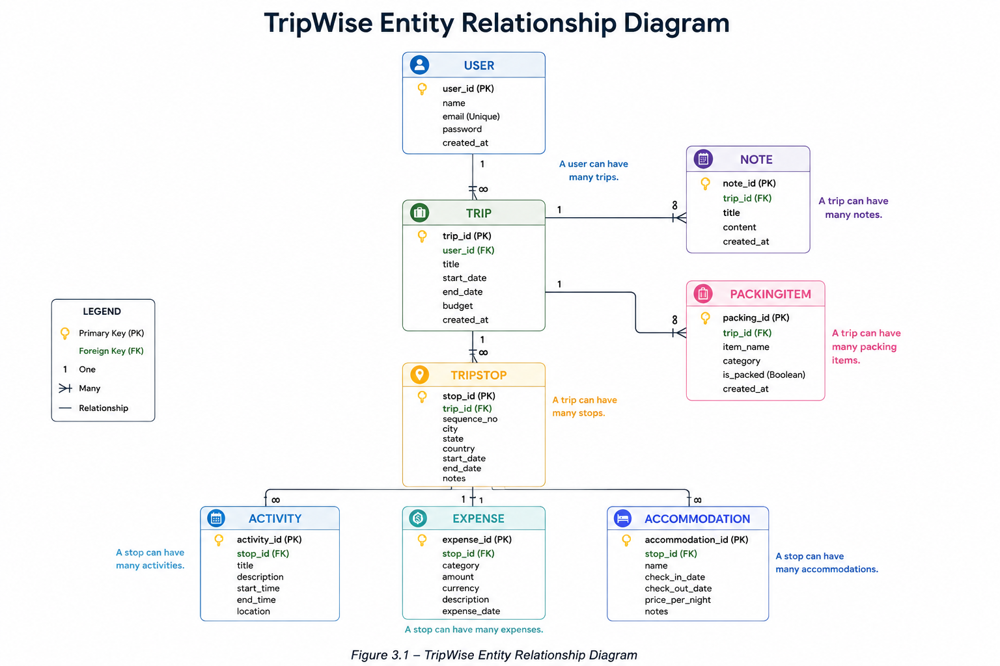 TripWise Entity Relationship Diagram
USER
user_id (PK)
name
email (Unique)
password
created_at
1
∞
A user can have
many trips.
TRIP
trip_id (PK)
user_id (FK)
title
start_date
end_date
budget
created_at
1
8
NOTE
note_id (PK)
trip_id (FK)
title
content
created_at
A trip can have
many notes.
1
8
PACKINGITEM
packing_id (PK)
trip_id (FK)
item_name
category
is_packed (Boolean)
created_at
A trip can have
many packing
items.
LEGEND
Primary Key (PK)
Foreign Key (FK)
1 One
Many
Relationship
1
∞
TRIPSTOP
stop_id (PK)
trip_id (FK)
sequence_no
city
state
country
start_date
end_date
notes
A trip can have
many stops.
∞
1 1
∞
ACTIVITY
activity_id (PK)
stop_id (FK)
title
description
start_time
end_time
location
A stop can have
many activities.
EXPENSE
expense_id (PK)
stop_id (FK)
category
amount
currency
description
expense_date
A stop can have many expenses.
ACCOMMODATION
accommodation_id (PK)
stop_id (FK)
name
check_in_date
check_out_date
price_per_night
notes
A stop can have
many accommodations.
Figure 3.1 – TripWise Entity Relationship Diagram